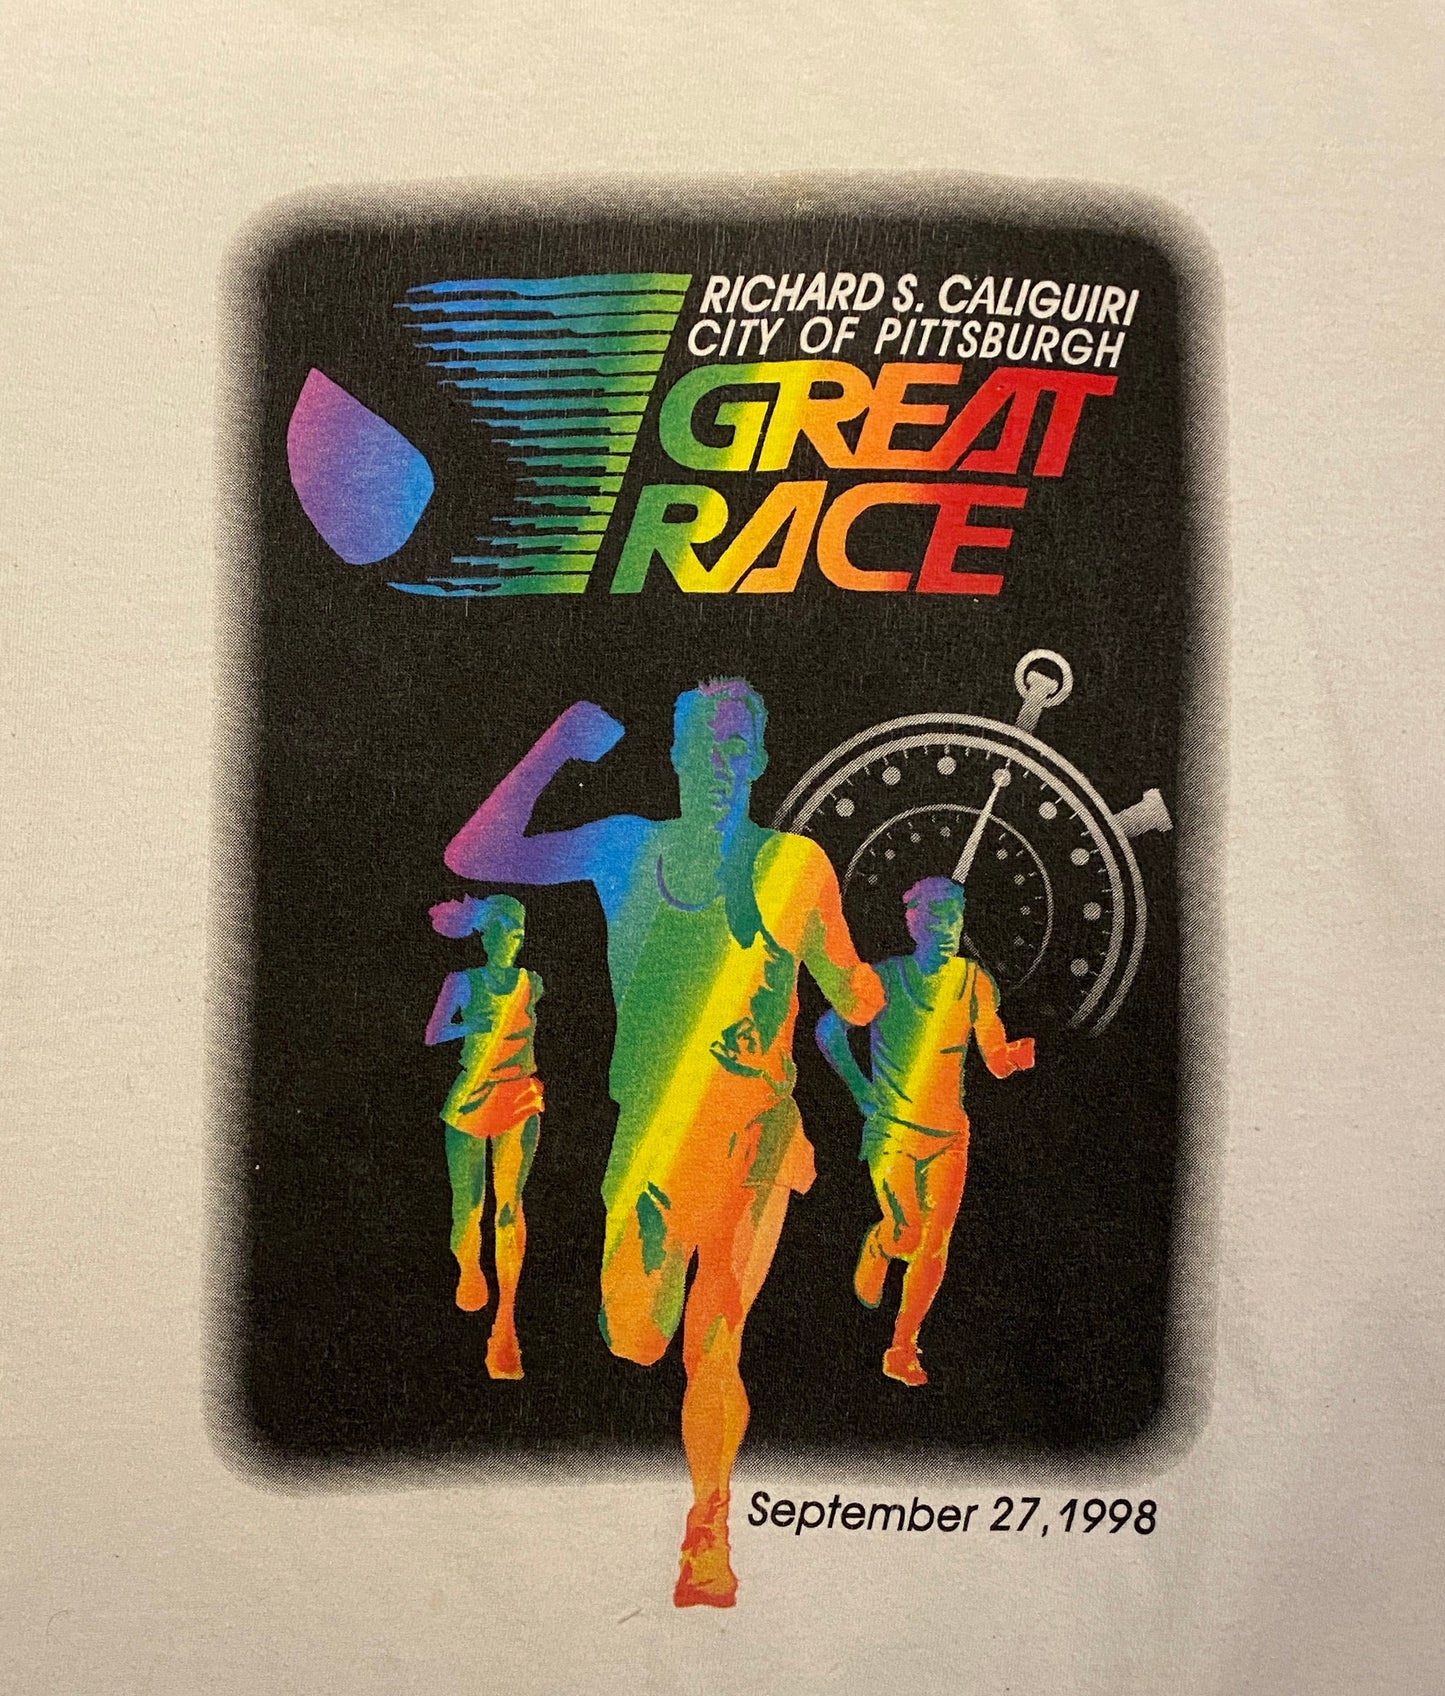 RICHARD S. CALIGUIRI
CITY OF PITTSBURGH
GREAT
RACE
September 27, 1998